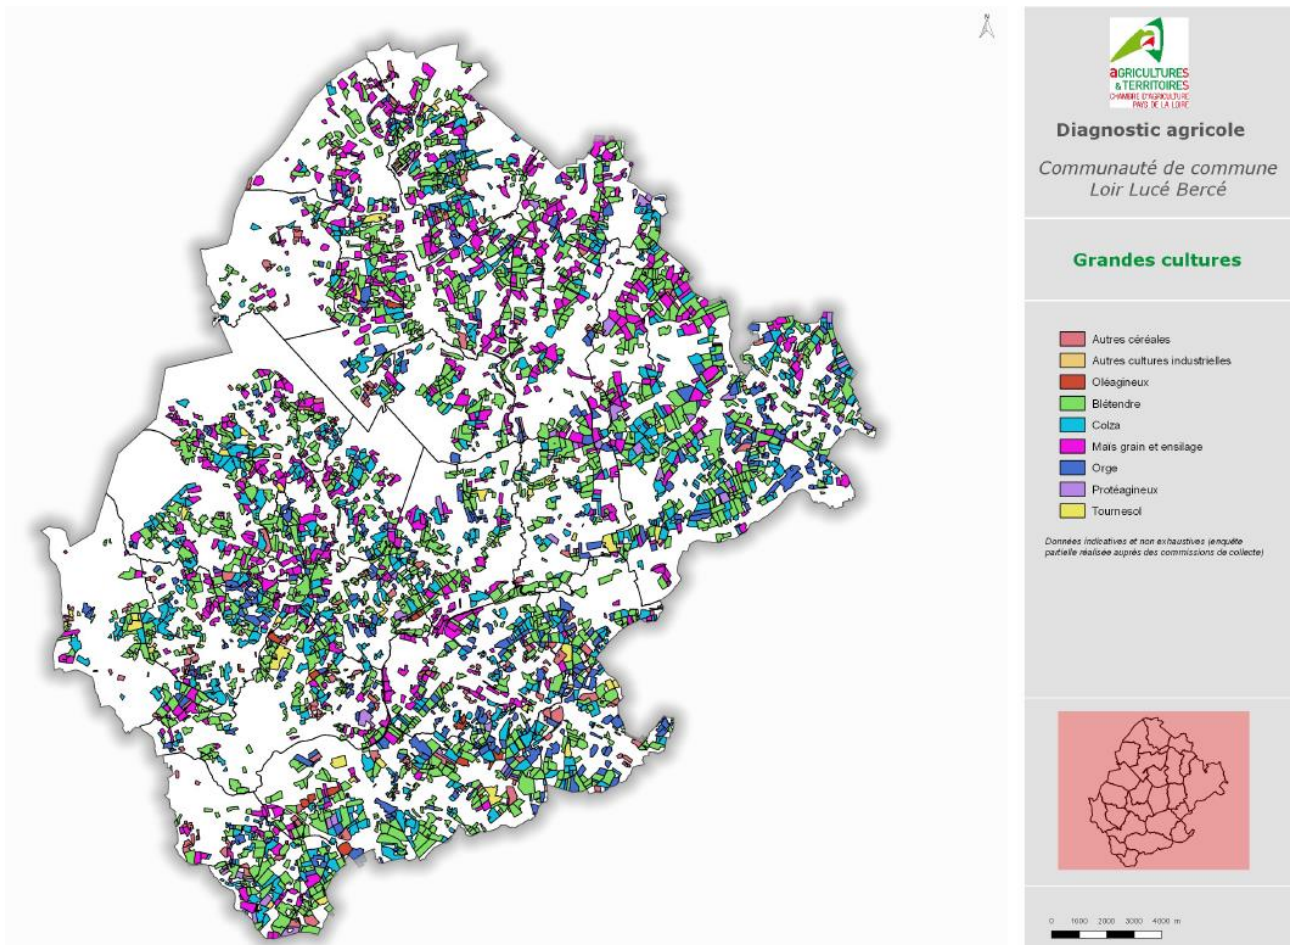 N
AGRICULTURES
& TERRITOIRES
CHAMBRE D'AGRICULTURE
PAYS DE LA LOIRE
Diagnostic agricole
Communauté de commune
Loir Lucé Bercé
Grandes cultures
Autres céréales
Autres cultures industrielles
Oléagineux
Blétendre
Colza
Maïs grain et ensilage
Orge
Protéagineux
Tournesol
Données indicatives et non exhaustives (enquête
partielle réalisée auprès des commissions de collecte)
0 1000 2000 3000 4000 m